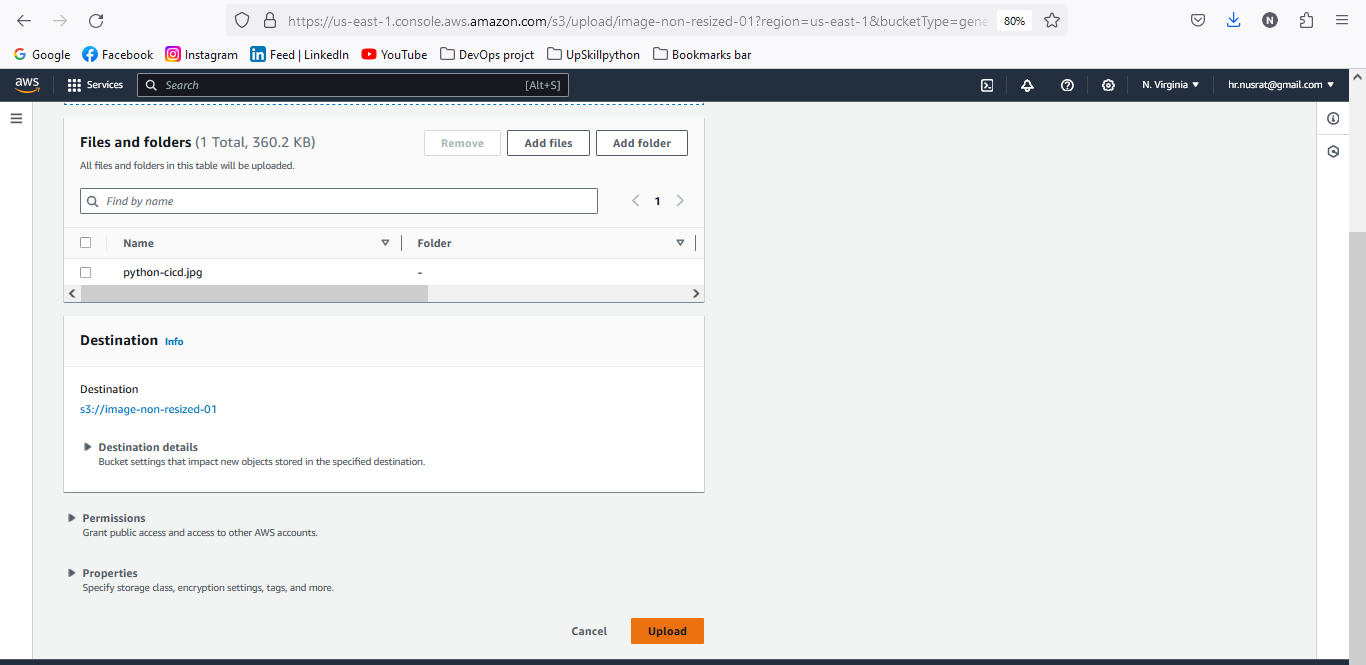 https://us-east-1.console.aws.amazon.com/s3/upload/image-non-resized-01?region=us-east-1&bucketType=gene 80% N
Google Facebook Instagram Feed | LinkedIn YouTube DevOps projct UpSkillpython Bookmarks bar
aws Services Search [Alt+S] N. Virginia hr.nusrat@gmail.com
Files and folders (1 Total, 360.2 KB) Remove Add files Add folder
All files and folders in this table will be uploaded.
Find by name 1
Name Folder
python-cicd.jpg -
Destination Info
Destination
s3://image-non-resized-01
Destination details
Bucket settings that impact new objects stored in the specified destination.
Permissions
Grant public access and access to other AWS accounts.
Properties
Specify storage class, encryption settings, tags, and more.
Cancel Upload